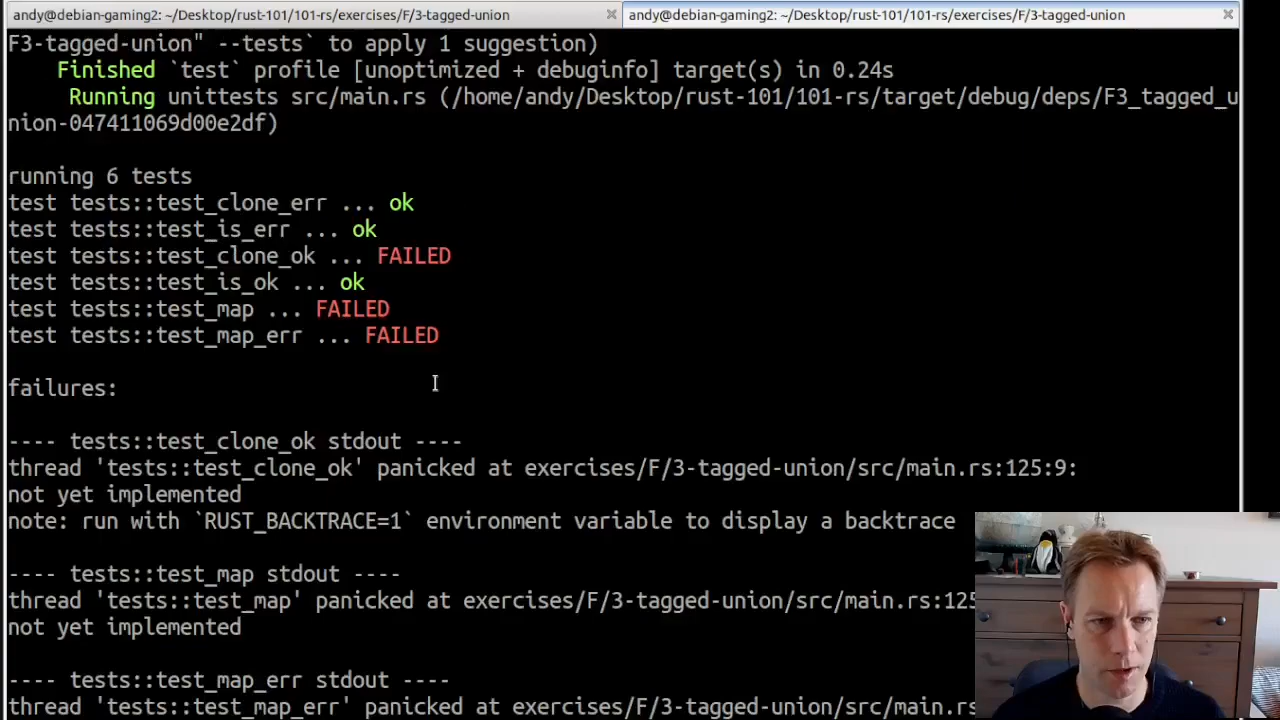 andy@debian-gaming2: ~/Desktop/rust-101/101-rs/exercises/F/3-tagged-union
andy@debian-gaming2: ~/Desktop/rust-101/101-rs/exercises/F/3-tagged-union
F3-tagged-union" --tests` to apply 1 suggestion)
Finished `test` profile [unoptimized + debuginfo] target(s) in 0.24s
Running unittests src/main.rs (/home/andy/Desktop/rust-101/101-rs/target/debug/deps/F3_tagged_u
nion-047411069d00e2df)
running 6 tests
test tests::test_clone_err ... ok
test tests::test_is_err ... ok
test tests::test_clone_ok ... FAILED
test tests::test_is_ok ... ok
test tests::test_map ... FAILED
test tests::test_map_err ... FAILED
failures:
---- tests::test_clone_ok stdout ----
thread 'tests::test_clone_ok' panicked at exercises/F/3-tagged-union/src/main.rs:125:9:
not yet implemented
note: run with `RUST_BACKTRACE=1` environment variable to display a backtrace
---- tests::test_map stdout ----
thread 'tests::test_map' panicked at exercises/F/3-tagged-union/src/main.rs:125
not yet implemented
---- tests::test_map_err stdout ----
thread 'tests::test_map_err' panicked at exercises/F/3-tagged-union/src/main.rs